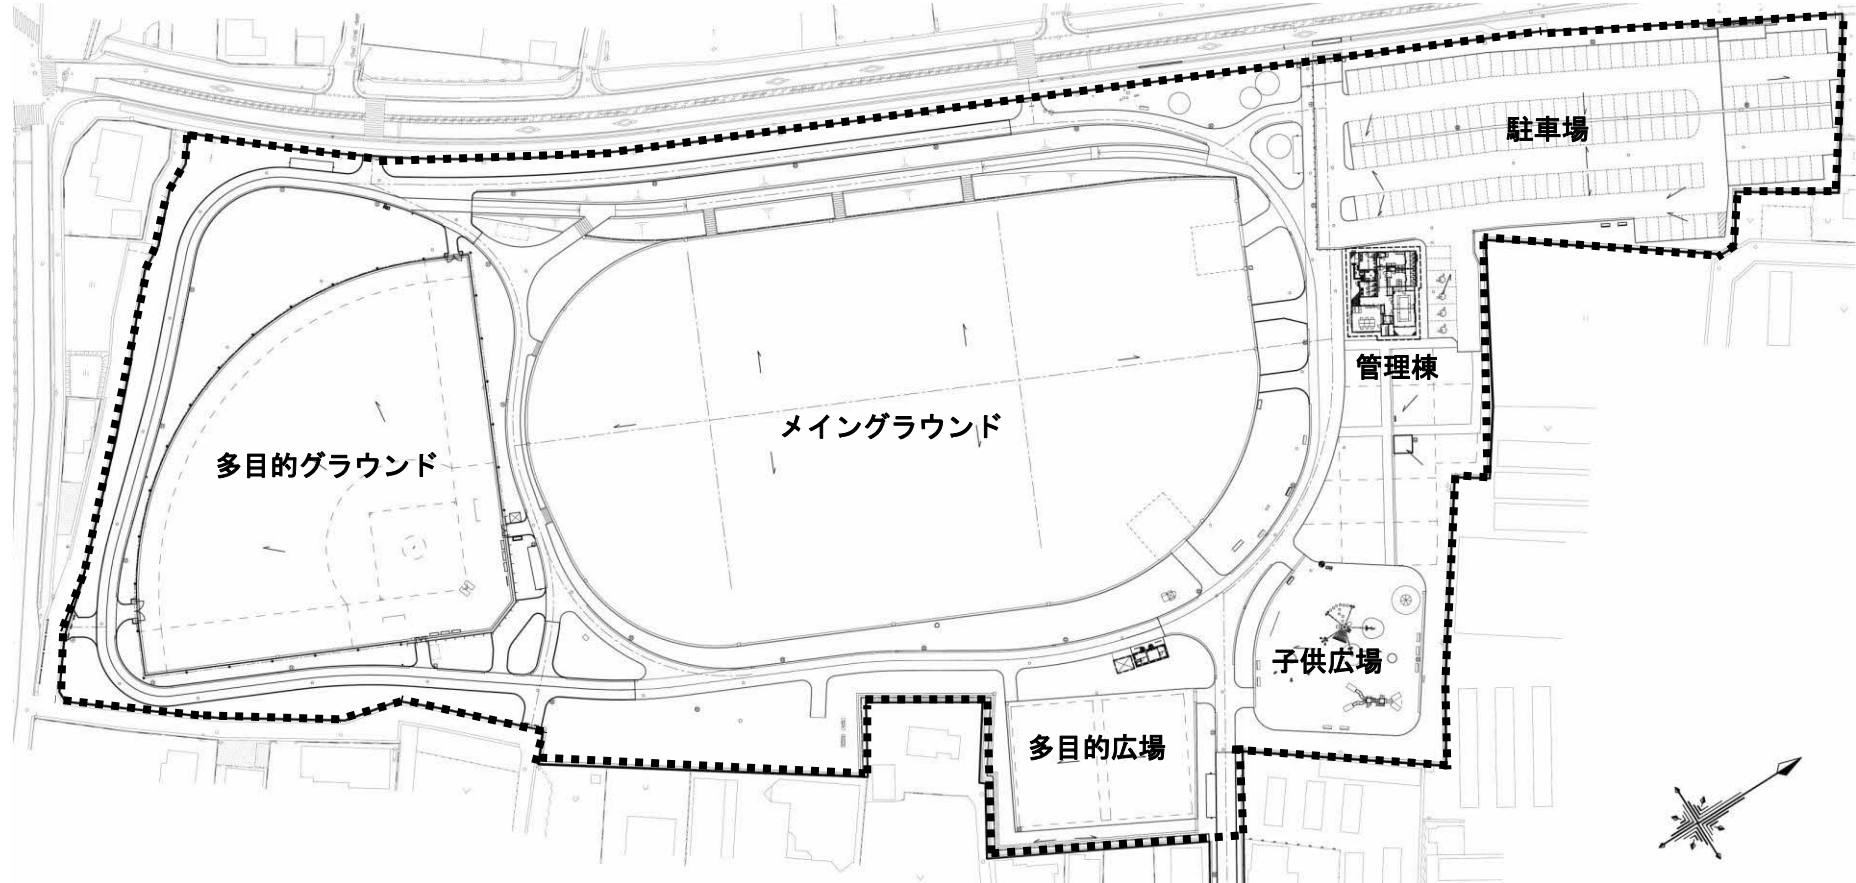 駐車場
管理棟
メイングラウンド
多目的グラウンド
子供広場
多目的広場